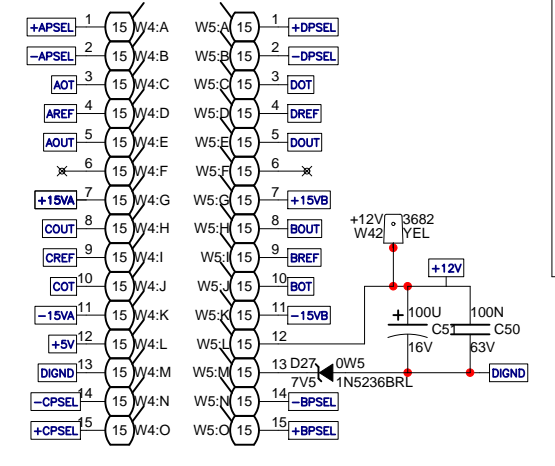 +APSEL 1 15 W4:A W5:A 15 1 +DPSEL
-APSEL 2 15 W4:B W5:B 15 2 -DPSEL
AOT 3 15 W4:C W5:C 15 3 DOT
AREF 4 15 W4:D W5:D 15 4 DREF
AOUT 5 15 W4:E W5:E 15 5 DOUT
6 15 W4:F W5:F 15 6
+15VA 7 15 W4:G W5:G 15 7 +15VB
COUT 8 15 W4:H W5:H 15 8 BOUT
+12V 3682
W42 YEL
CREF 9 15 W4:I W5:I 15 9 BREF
+12V
COT 10 15 W4:J W5:J 15 10 BOT
-15VA 11 15 W4:K W5:K 15 11 -15VB
+ 100U 100N
C51 C50
+5V 12 15 W4:L W5:L 15 12
16V 63V
DIGND 13 15 W4:M W5:M 15 13 D27 0W5
7V5 1N5236BRL
DIGND
-CPSEL 14 15 W4:N W5:N 15 14 -BPSEL
+CPSEL 15 15 W4:O W5:O 15 15 +BPSEL